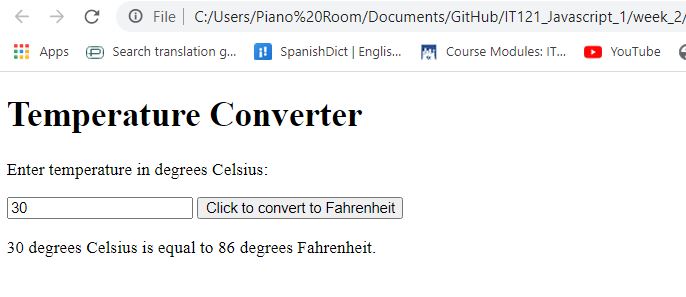 File | C:/Users/Piano%20Room/Documents/GitHub/IT121_Javascript_1/week_2/
Apps Search translation g... SpanishDict | Englis... Course Modules: IT... YouTube
Temperature Converter
Enter temperature in degrees Celsius:
30 Click to convert to Fahrenheit
30 degrees Celsius is equal to 86 degrees Fahrenheit.